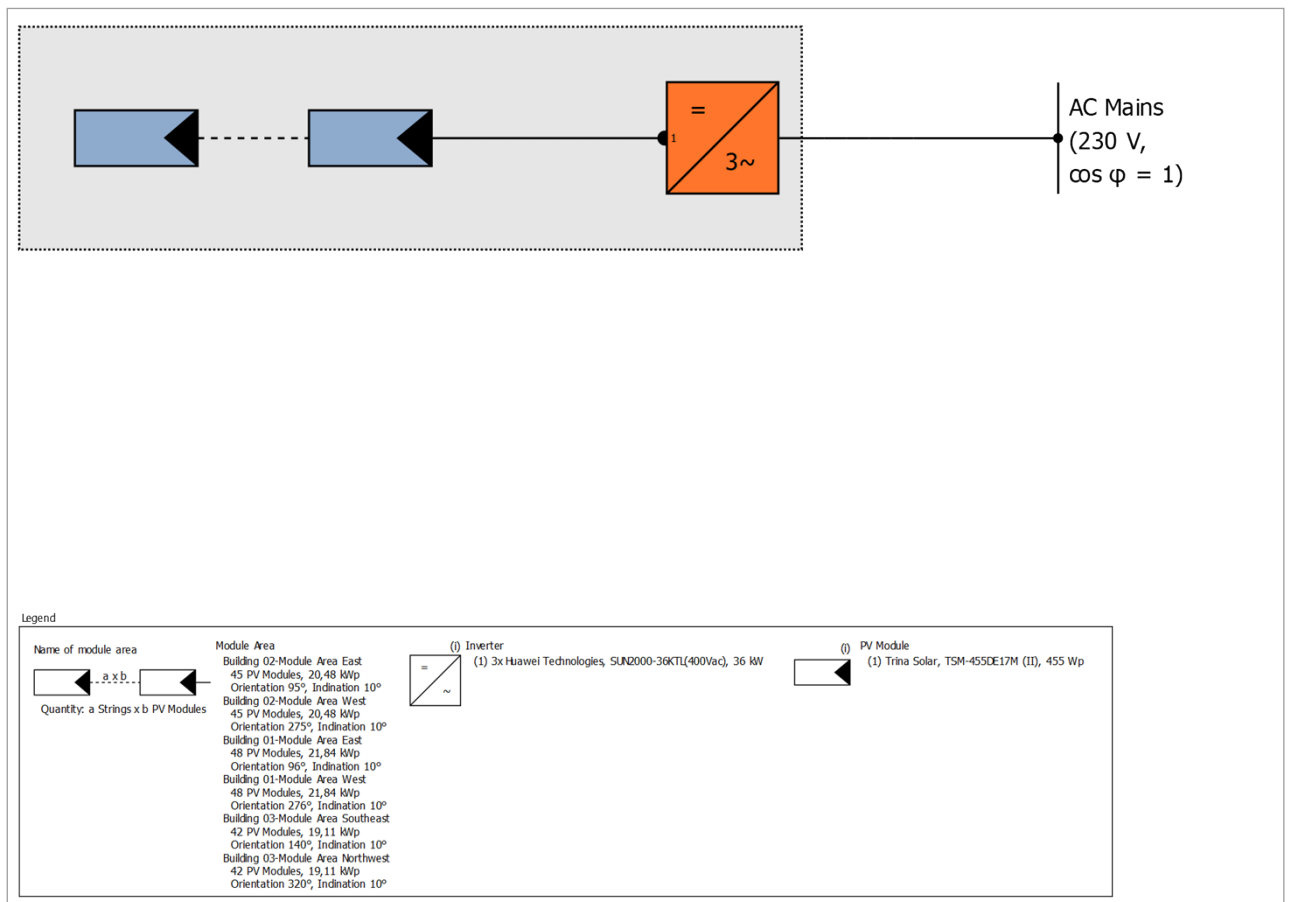 =
1
3~
AC Mains
(230 V,
cos φ = 1)
Legend
Name of module area
a x b
Quantity: a Strings x b PV Modules
Module Area
Building 02-Module Area East
45 PV Modules, 20,48 kWp
Orientation 95°, Inclination 10°
Building 02-Module Area West
45 PV Modules, 20,48 kWp
Orientation 275°, Inclination 10°
Building 01-Module Area East
48 PV Modules, 21,84 kWp
Orientation 96°, Inclination 10°
Building 01-Module Area West
48 PV Modules, 21,84 kWp
Orientation 276°, Inclination 10°
Building 03-Module Area Southeast
42 PV Modules, 19,11 kWp
Orientation 140°, Inclination 10°
Building 03-Module Area Northwest
42 PV Modules, 19,11 kWp
Orientation 320°, Inclination 10°
(i) Inverter
=
~
(1) 3x Huawei Technologies, SUN2000-36KTL(400Vac), 36 kW
(i) PV Module
(1) Trina Solar, TSM-455DE17M (II), 455 Wp